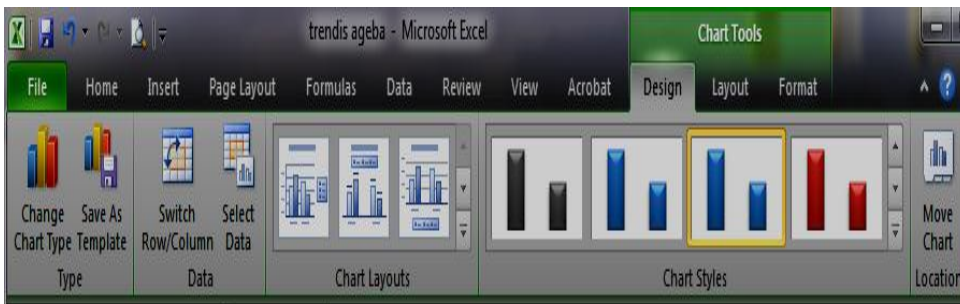 trendis ageba - Microsoft Excel Chart Tools
File Home Insert Page Layout Formulas Data Review View Acrobat Design Layout Format
Change Chart Type
Save As Template
Switch Row/Column
Select Data
Move Chart
Type Data Chart Layouts Chart Styles Location